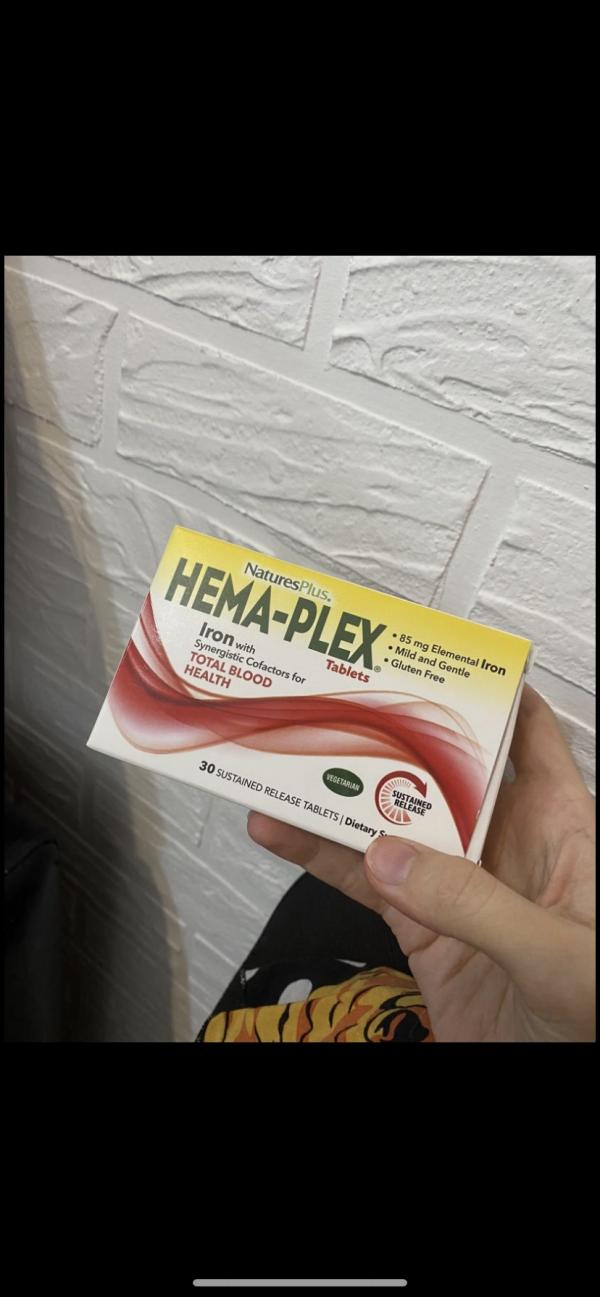 NaturesPlus.
HEMA-PLEX®
Tablets
Iron with
Synergistic Cofactors for
TOTAL BLOOD
HEALTH
• 85 mg Elemental Iron
• Mild and Gentle
• Gluten Free
VEGETARIAN
SUSTAINED
RELEASE
30 SUSTAINED RELEASE TABLETS | Dietary